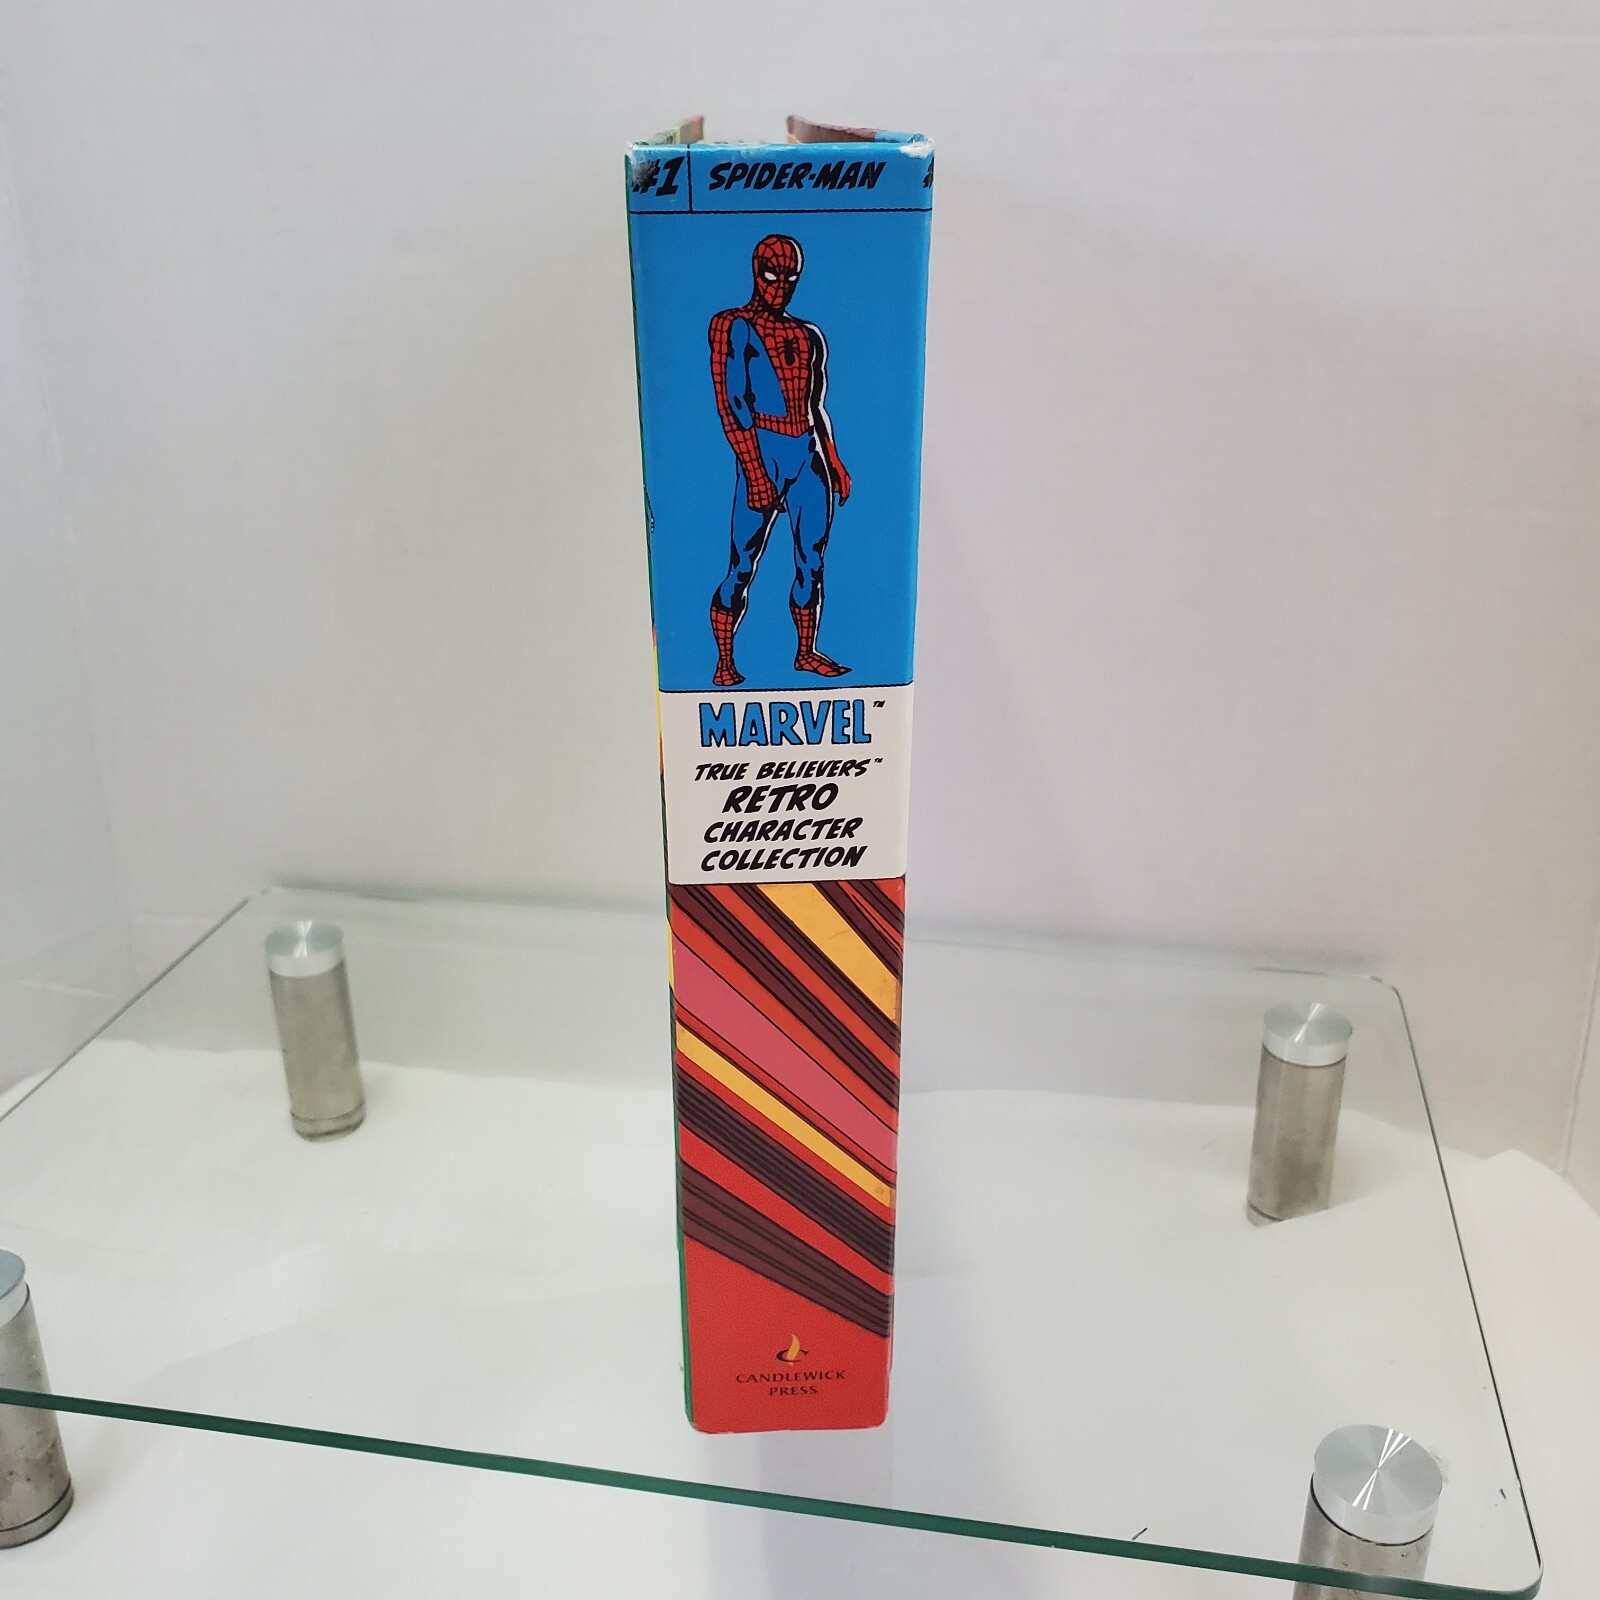 #1 SPIDER-MAN #
MARVEL™
TRUE BELIEVERS™
RETRO
CHARACTER
COLLECTION
CANDLEWICK
PRESS